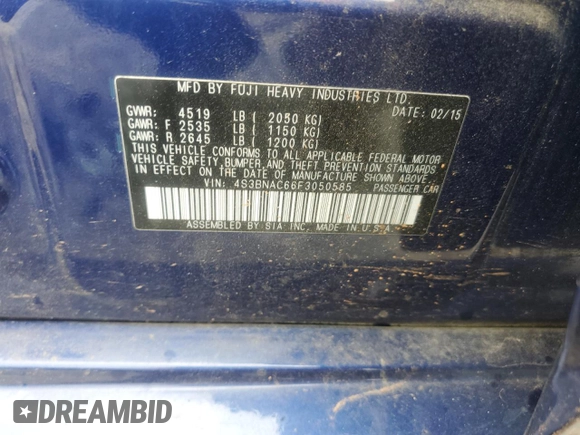 MFD BY FUJI HEAVY INDUSTRIES LTD.
DATE: 02/15
GVWR: 4519 LB ( 2050 KG)
GAWR: F 2535 LB ( 1150 KG)
GAWR: R 2645 LB ( 1200 KG)
THIS VEHICLE CONFORMS TO ALL APPLICABLE FEDERAL MOTOR
VEHICLE SAFETY, BUMPER, AND THEFT PREVENTION STANDARDS
IN EFFECT ON THE DATE OF MANUFACTURE SHOWN ABOVE.
VIN: 4S3BNAC66F3050585 PASSENGER CAR
ASSEMBLED BY SIA INC. MADE IN U.S.A.
DREAMBID